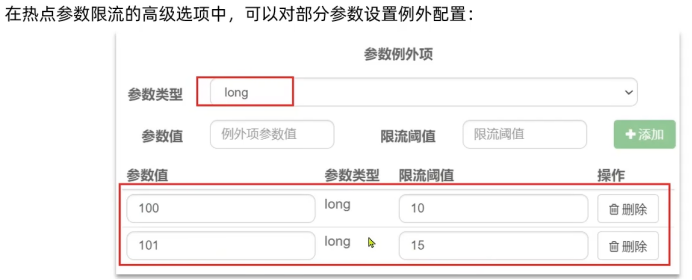 在热点参数限流的高级选项中，可以对部分参数设置例外配置：
参数例外项
参数类型 long
参数值 例外项参数值 限流阈值 限流阈值 +添加
参数值 参数类型 限流阈值 操作
100 long 10 删除
101 long 15 删除